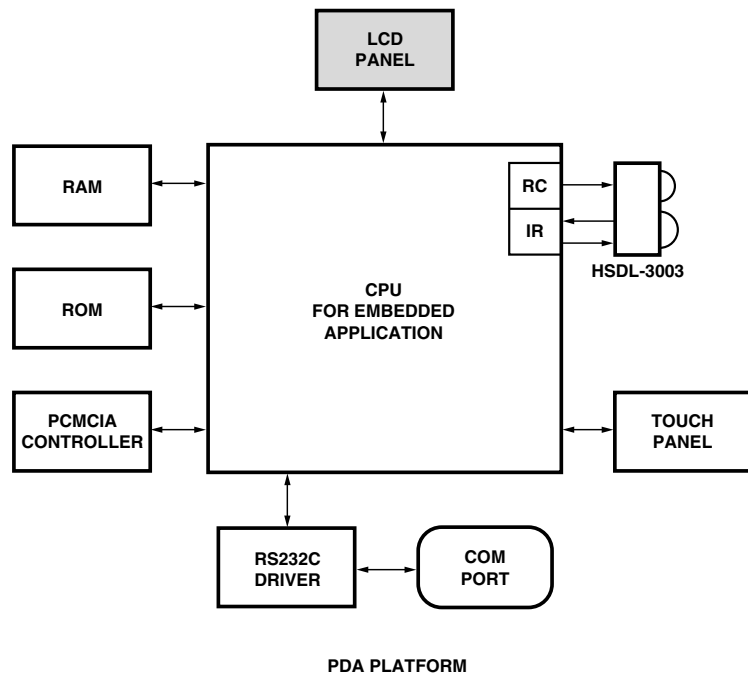 LCD
PANEL
RAM
RC
IR
HSDL-3003
ROM
CPU
FOR EMBEDDED
APPLICATION
PCMCIA
CONTROLLER
TOUCH
PANEL
RS232C
DRIVER
COM
PORT
PDA PLATFORM